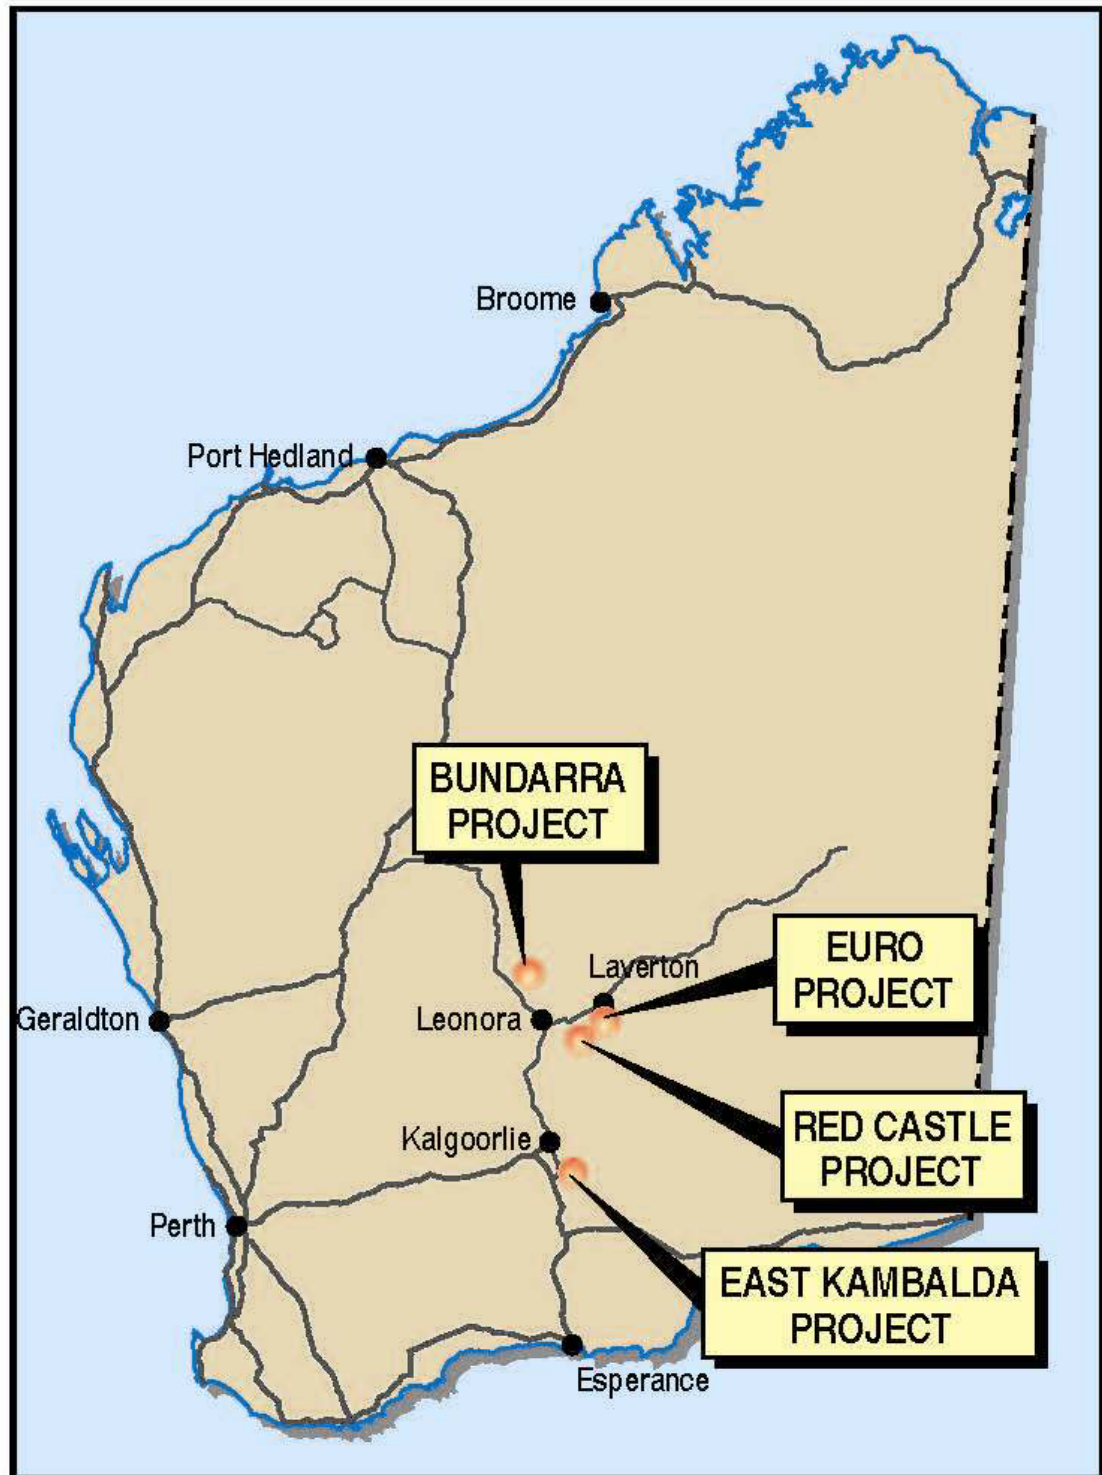 Broome
Port Hedland
BUNDARRA
PROJECT
EURO
PROJECT
Laverton
Geraldton
Leonora
RED CASTLE
PROJECT
Kalgoorlie
Perth
EAST KAMBALDA
PROJECT
Esperance